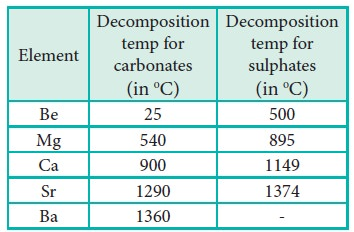 Element
Decomposition temp for carbonates (in °C)
Decomposition temp for sulphates (in °C)
Be 25 500
Mg 540 895
Ca 900 1149
Sr 1290 1374
Ba 1360 -